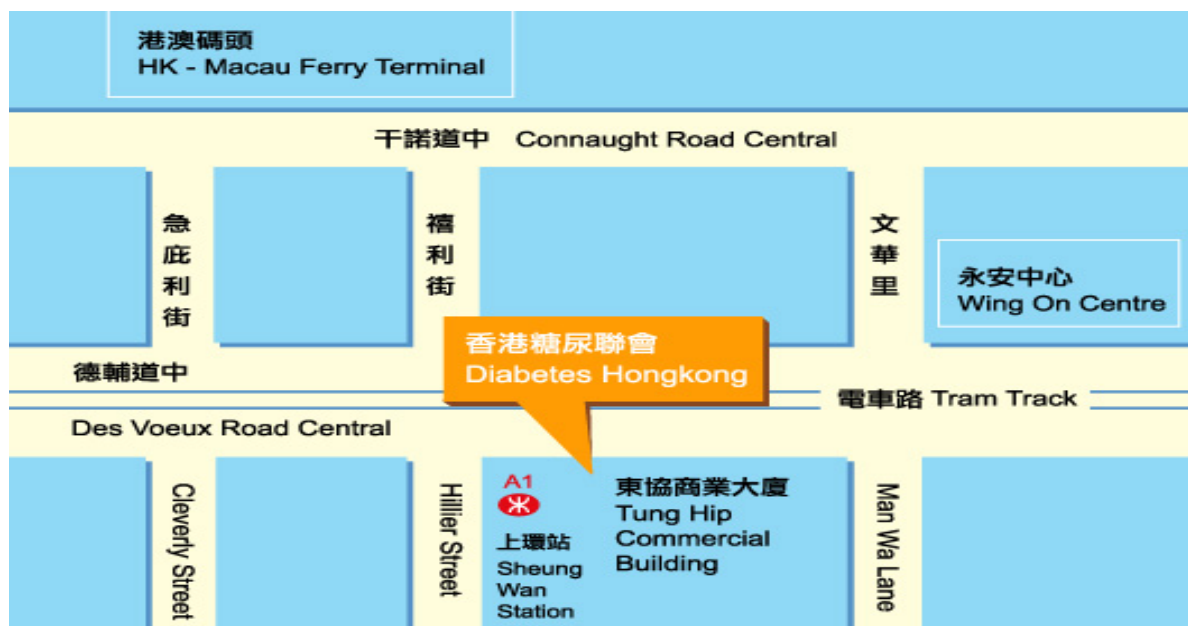 港澳碼頭
HK - Macau Ferry Terminal
干諾道中 Connaught Road Central
急庇利街
禧利街
文華里
永安中心
Wing On Centre
香港糖尿聯會
Diabetes Hongkong
德輔道中
電車路 Tram Track
Des Voeux Road Central
Cleverly Street
Hillier Street
A1
上環站
Sheung
Wan
Station
東協商業大廈
Tung Hip
Commercial
Building
Man Wa Lane